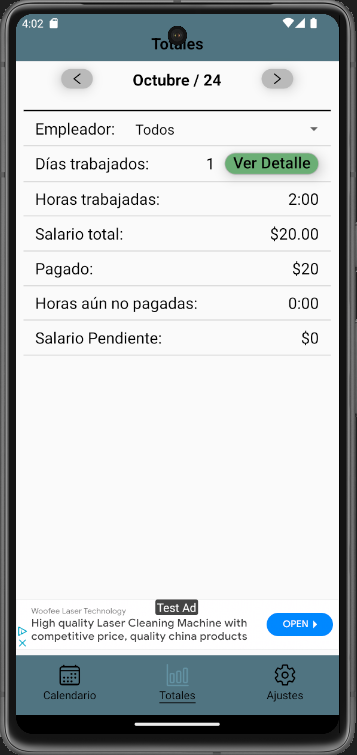 4:02
Totales
Octubre / 24
Empleador: Todos
Días trabajados: 1 Ver Detalle
Horas trabajadas: 2:00
Salario total: $20.00
Pagado: $20
Horas aún no pagadas: 0:00
Salario Pendiente: $0
Test Ad
Woofee Laser Technology
High quality Laser Cleaning Machine with
competitive price, quality china products
OPEN
Calendario Totales Ajustes